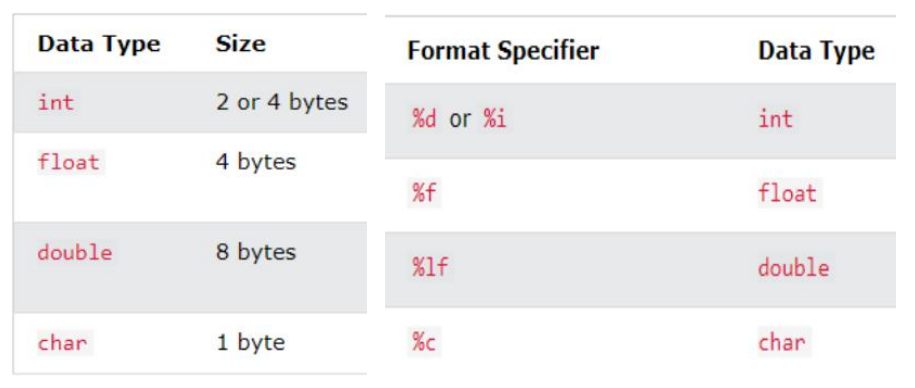 Data Type Size
int 2 or 4 bytes
float 4 bytes
double 8 bytes
char 1 byte
Format Specifier Data Type
%d or %i int
%f float
%lf double
%c char